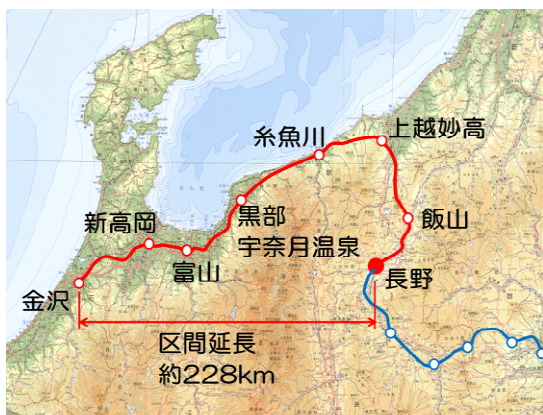 糸魚川
上越妙高
新高岡
黒部
宇奈月温泉
飯山
富山
金沢
長野
区間延長
約228km